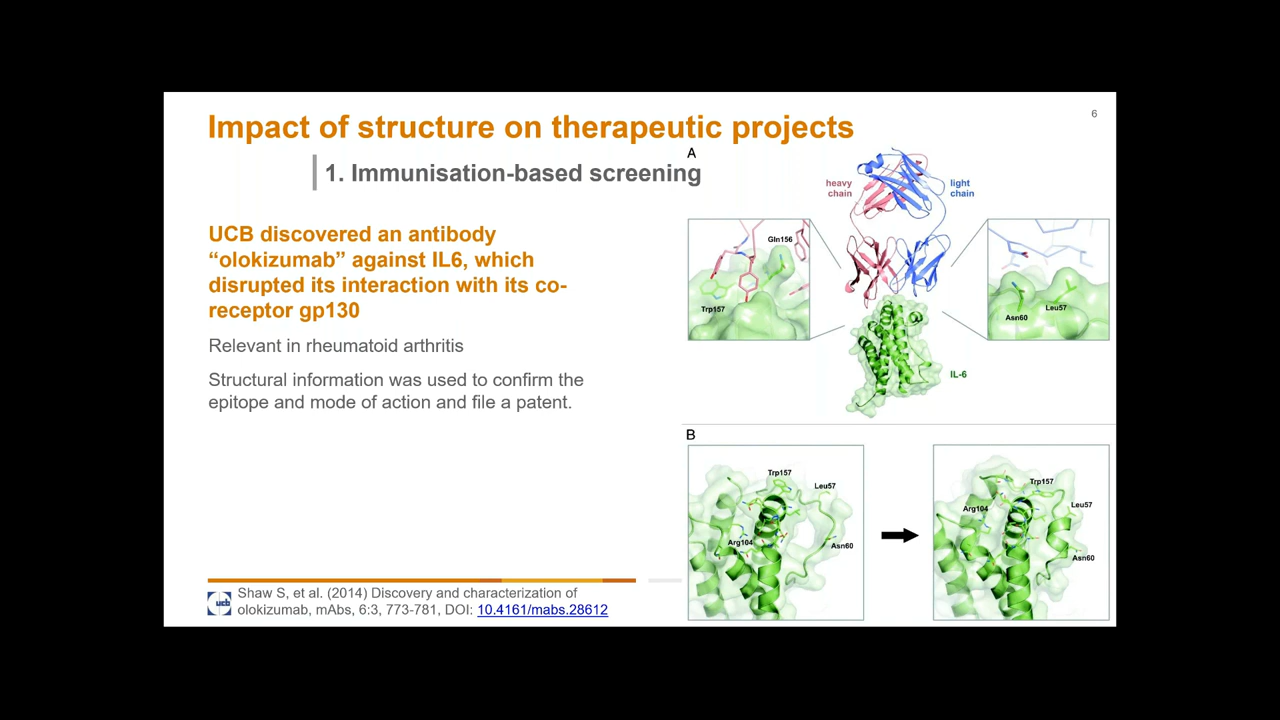 6
Impact of structure on therapeutic projects
1. Immunisation-based screening
UCB discovered an antibody
“olokizumab” against IL6, which
disrupted its interaction with its co-
receptor gp130
Relevant in rheumatoid arthritis
Structural information was used to confirm the
epitope and mode of action and file a patent.
A
heavy
chain
light
chain
Gln156
Trp157
Asn60
Leu57
IL-6
B
Trp157
Leu57
Arg104
Asn60
Trp157
Arg104
Leu57
Asn60
ucb
Shaw S, et al. (2014) Discovery and characterization of
olokizumab, mAbs, 6:3, 773-781, DOI: 10.4161/mabs.28612